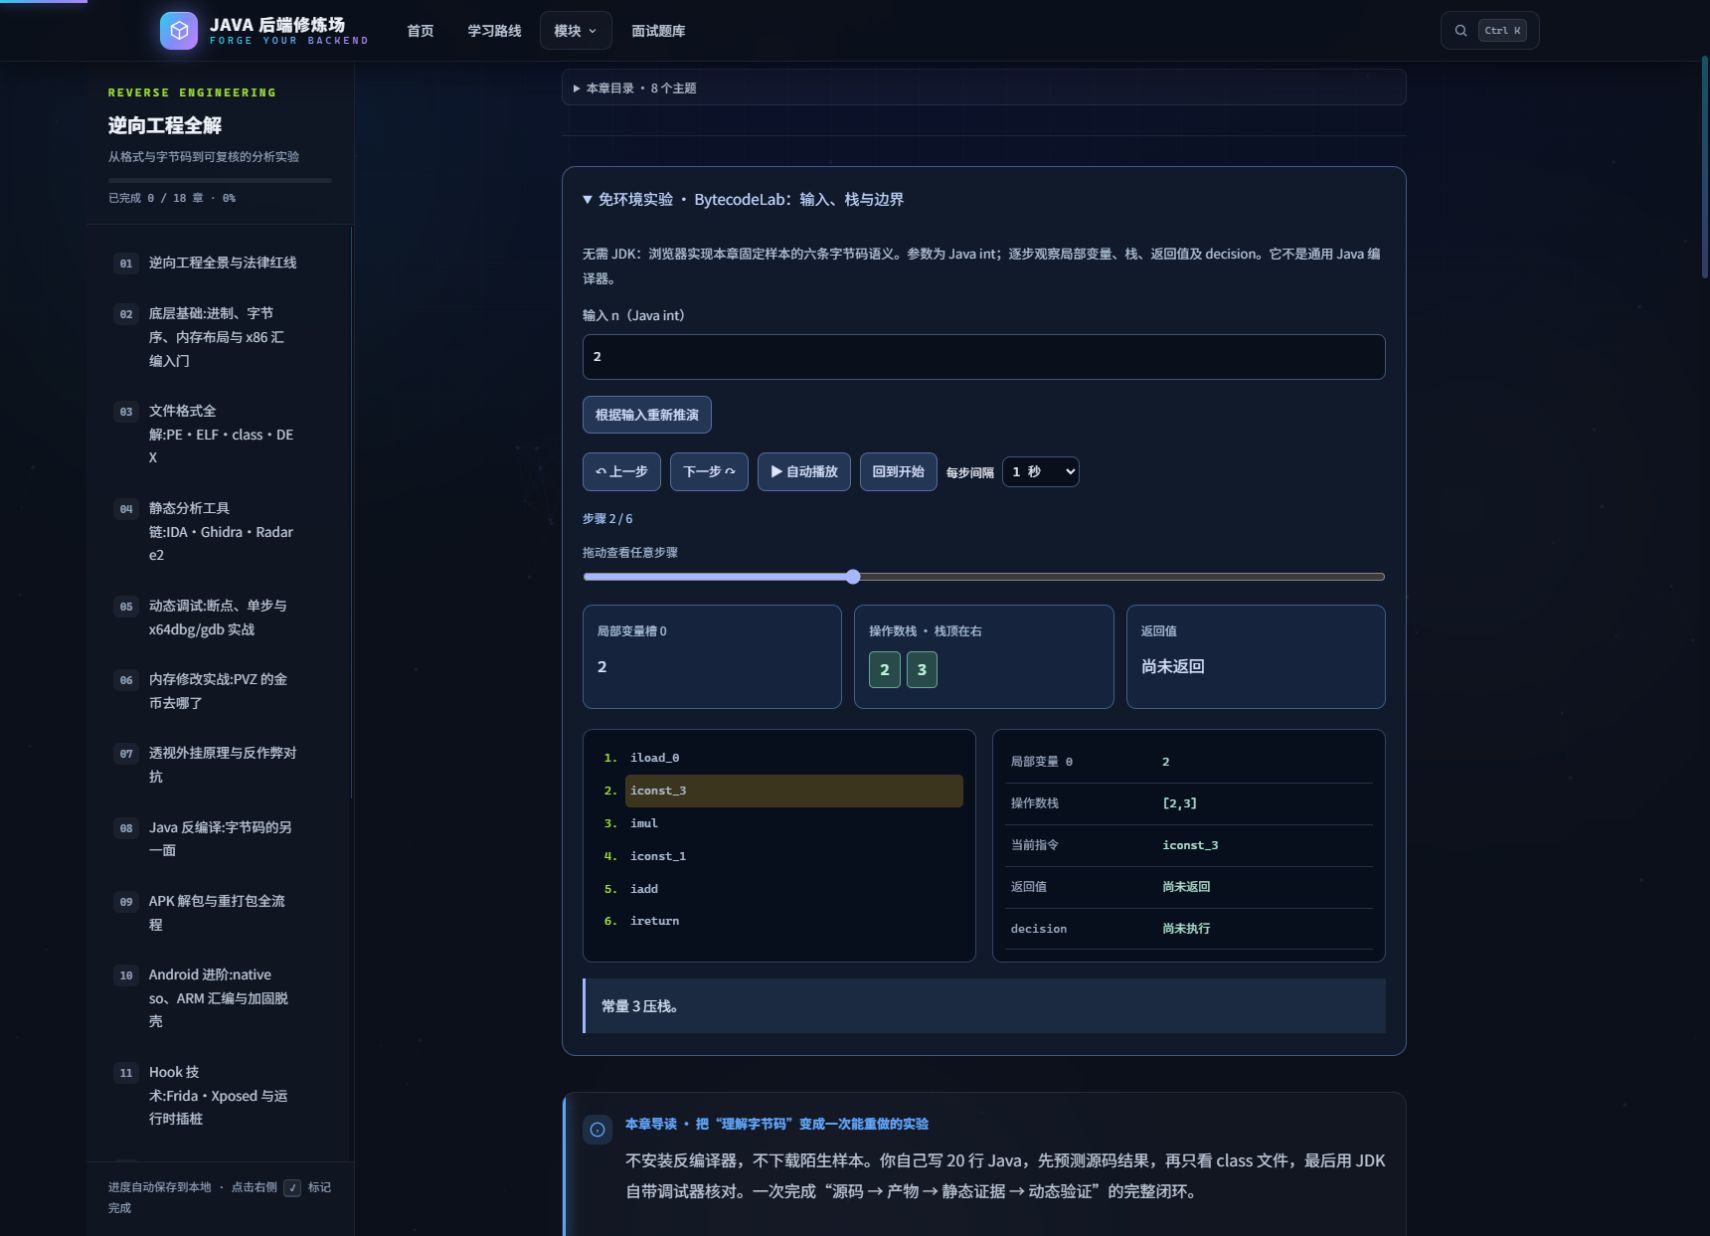 JAVA 后端修炼场
FORGE YOUR BACKEND
首页
学习路线
模块
面试题库
Ctrl K
REVERSE ENGINEERING
逆向工程全解
从格式与字节码到可复核的分析实验
已完成 0 / 18 章 · 0%
01 逆向工程全景与法律红线
02 底层基础:进制、字节
序、内存布局与 x86 汇
编入门
03 文件格式全
解:PE・ELF・class・DE
X
04 静态分析工具
链:IDA・Ghidra・Radar
e2
05 动态调试:断点、单步与
x64dbg/gdb 实战
06 内存修改实战:PVZ 的金
币去哪了
07 透视外挂原理与反作弊对
抗
08 Java 反编译:字节码的另
一面
09 APK 解包与重打包全流
程
10 Android 进阶:native
so、ARM 汇编与加固脱
壳
11 Hook 技
术:Frida・Xposed 与运
行时插桩
进度自动保存到本地 · 点击右侧 ✓ 标记
完成
▶ 本章目录 · 8 个主题
▼ 免环境实验 · BytecodeLab：输入、栈与边界
无需 JDK：浏览器实现本章固定样本的六条字节码语义。参数为 Java int；逐步观察局部变量、栈、返回值及 decision。它不是通用 Java 编
译器。
输入 n（Java int）
2
根据输入重新推演
↶ 上一步
下一步 ↷
▶ 自动播放
回到开始
每步间隔
1 秒
步骤 2 / 6
拖动查看任意步骤
局部变量槽 0
2
操作数栈 · 栈顶在右
2 3
返回值
尚未返回
1. iload_0
2. iconst_3
3. imul
4. iconst_1
5. iadd
6. ireturn
局部变量 0 2
操作数栈 [2,3]
当前指令 iconst_3
返回值 尚未返回
decision 尚未执行
常量 3 压栈。
本章导读 · 把“理解字节码”变成一次能重做的实验
不安装反编译器，不下载陌生样本。你自己写 20 行 Java，先预测源码结果，再只看 class 文件，最后用 JDK
自带调试器核对。一次完成“源码 → 产物 → 静态证据 → 动态验证”的完整闭环。